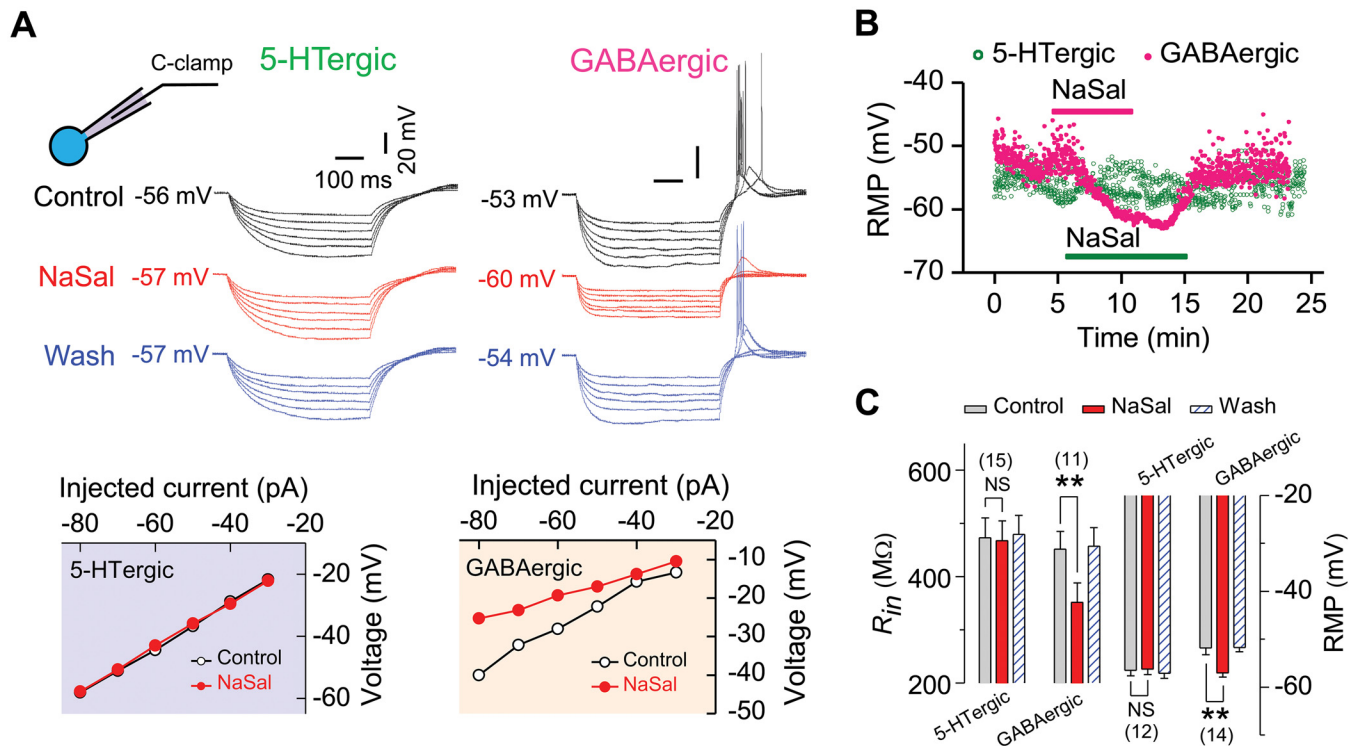 A
C-clamp
5-HTergic
GABAergic
20 mV
100 ms
Control
-56 mV
-53 mV
NaSal
-57 mV
-60 mV
Wash
-57 mV
-54 mV
Injected current (pA)
-80 -60 -40 -20
5-HTergic
-20
-40
-60
Voltage (mV)
Control
NaSal
Injected current (pA)
-80 -60 -40 -20
GABAergic
-10
-20
-30
-40
-50
Voltage (mV)
Control
NaSal
B
5-HTergic GABAergic
NaSal
NaSal
RMP (mV)
-40
-50
-60
-70
0 5 10 15 20 25
Time (min)
C
Control NaSal Wash
Rin (MΩ)
600
400
200
(15)
NS
(11)
**
5-HTergic
GABAergic
5-HTergic
GABAergic
NS
(12)
**
(14)
-20
-40
-60
RMP (mV)